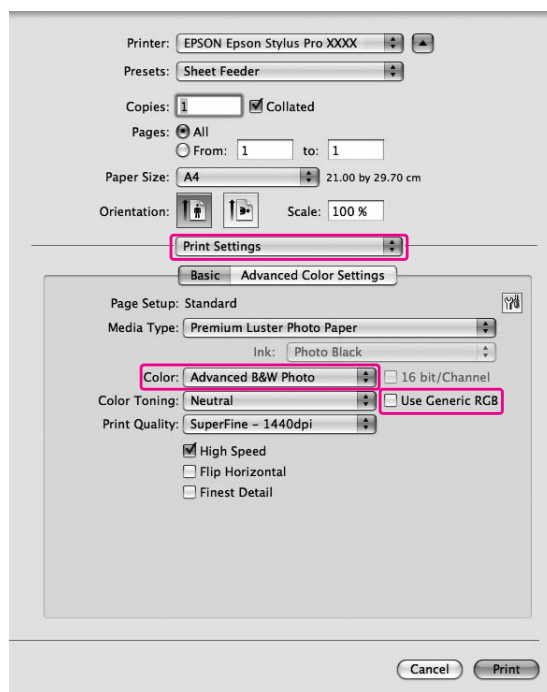 Printer: EPSON Epson Stylus Pro XXXX
Presets: Sheet Feeder
Copies: 1 Collated
Pages: All
From: 1 to: 1
Paper Size: A4 21.00 by 29.70 cm
Orientation: Scale: 100 %
Print Settings
Basic Advanced Color Settings
Page Setup: Standard
Media Type: Premium Luster Photo Paper
Ink: Photo Black
Color: Advanced B&W Photo 16 bit/Channel
Color Toning: Neutral Use Generic RGB
Print Quality: SuperFine – 1440dpi
High Speed
Flip Horizontal
Finest Detail
Cancel Print